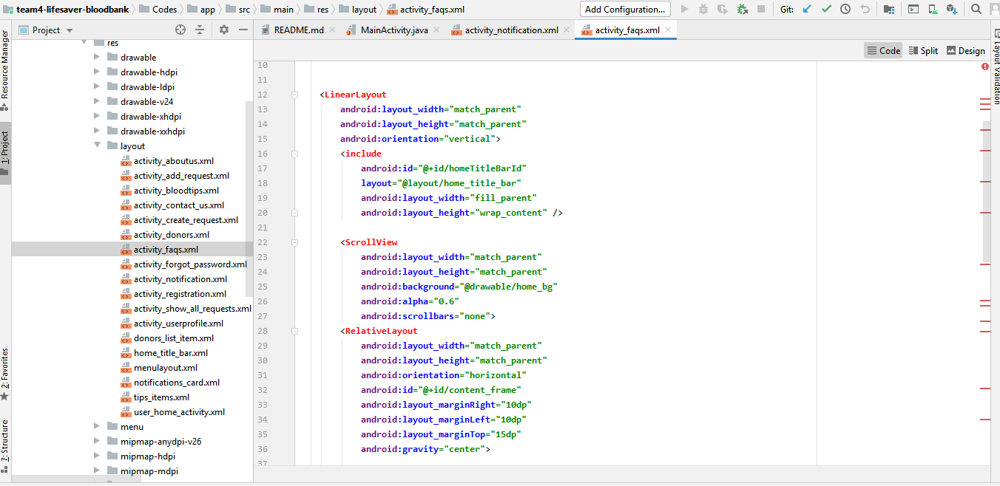 team4-lifesaver-bloodbank Codes app src main res layout activity_faqs.xml Add Configuration... Git:
Project README.md MainActivity.java activity_notification.xml activity_faqs.xml
Code Split Design
Resource Manager
1: Project
2: Favorites
7: Structure
Layout Validation
res
drawable
drawable-hdpi
drawable-ldpi
drawable-v24
drawable-xhdpi
drawable-xxhdpi
layout
activity_aboutus.xml
activity_add_request.xml
activity_bloodtips.xml
activity_contact_us.xml
activity_create_request.xml
activity_donors.xml
activity_faqs.xml
activity_forgot_password.xml
activity_notification.xml
activity_registration.xml
activity_show_all_requests.xml
activity_userprofile.xml
donors_list_item.xml
home_title_bar.xml
menulayout.xml
notifications_card.xml
tips_items.xml
user_home_activity.xml
menu
mipmap-anydpi-v26
mipmap-hdpi
mipmap-mdpi
10
11
12 <LinearLayout
13 android:layout_width="match_parent"
14 android:layout_height="match_parent"
15 android:orientation="vertical">
16 <include
17 android:id="@+id/homeTitleBarId"
18 layout="@layout/home_title_bar"
19 android:layout_width="fill_parent"
20 android:layout_height="wrap_content" />
21
22 <ScrollView
23 android:layout_width="match_parent"
24 android:layout_height="match_parent"
25 android:background="@drawable/home_bg"
26 android:alpha="0.6"
27 android:scrollbars="none">
28 <RelativeLayout
29 android:layout_width="match_parent"
30 android:layout_height="match_parent"
31 android:orientation="horizontal"
32 android:id="@+id/content_frame"
33 android:layout_marginRight="10dp"
34 android:layout_marginLeft="10dp"
35 android:layout_marginTop="15dp"
36 android:gravity="center">
37